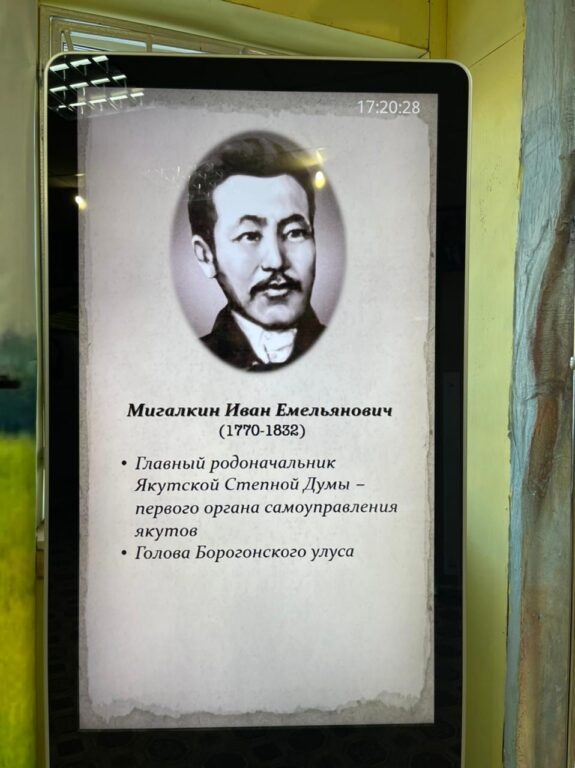 17:20:28
Мигалкин Иван Емельянович
(1770-1832)
• Главный родоначальник
Якутской Степной Думы –
первого органа самоуправления
якутов
• Голова Борогонского улуса